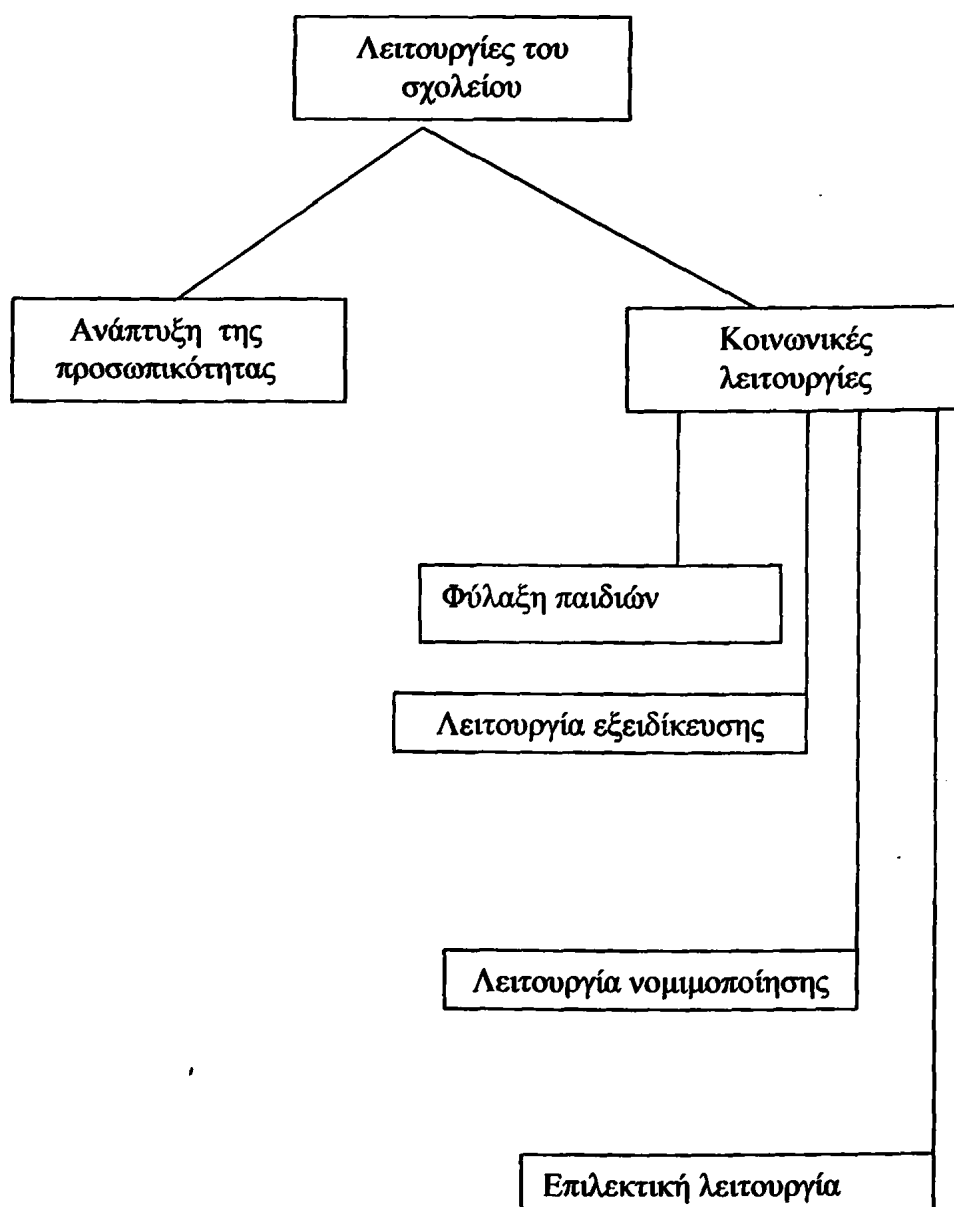 Λειτουργίες του
σχολείου
Ανάπτυξη της
προσωπικότητας
Κοινωνικές
λειτουργίες
Φύλαξη παιδιών
Λειτουργία εξειδίκευσης
Λειτουργία νομιμοποίησης
Επιλεκτική λειτουργία